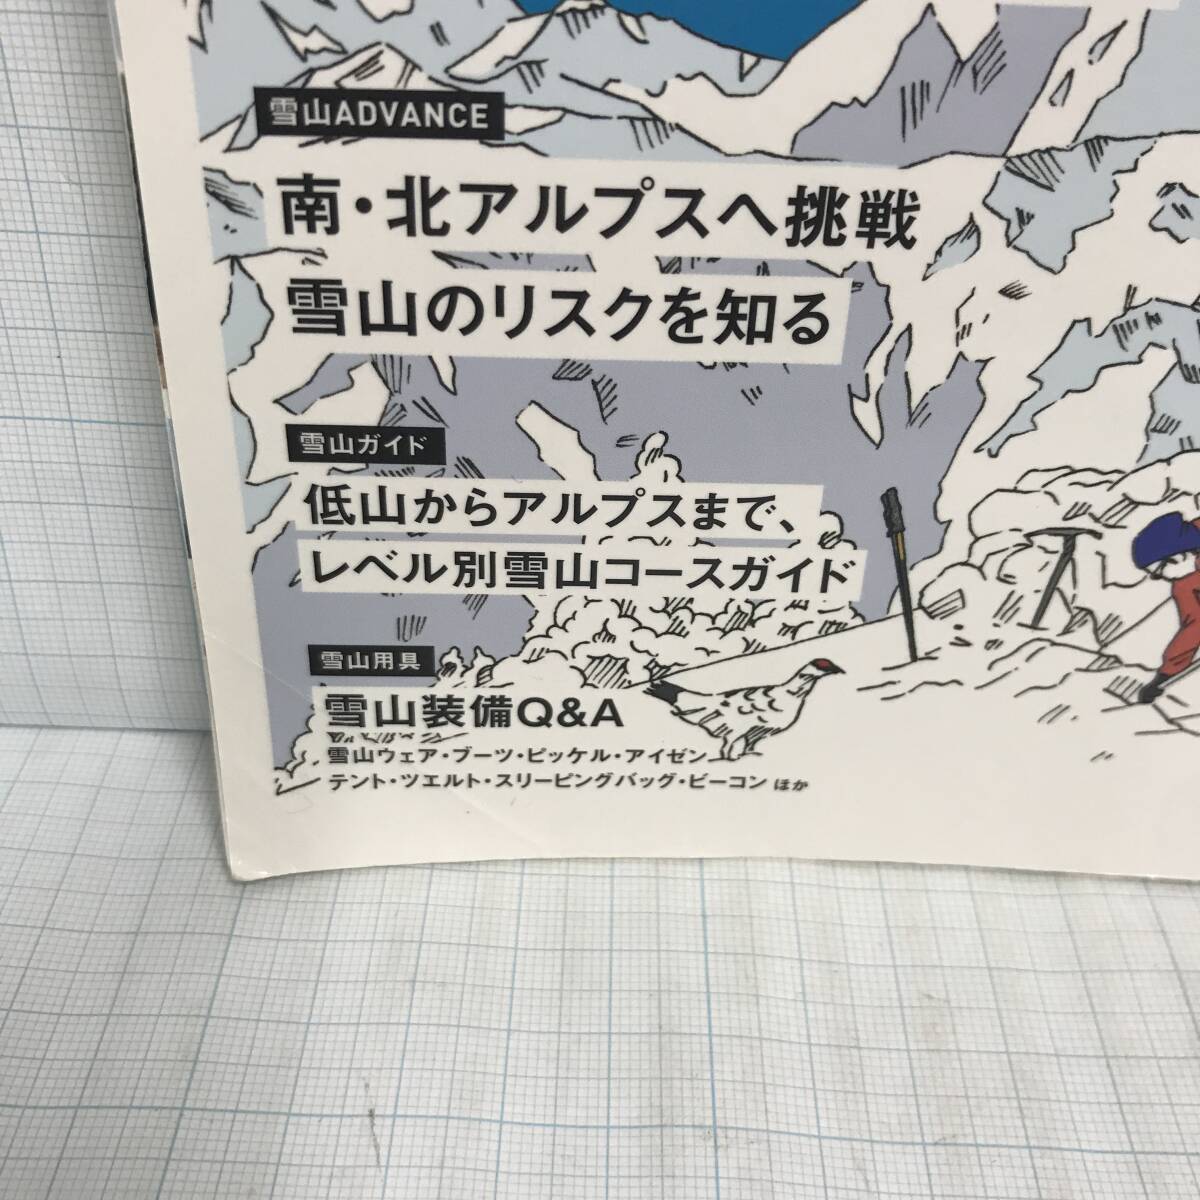 雪山ADVANCE
南・北アルプスへ挑戦
雪山のリスクを知る
雪山ガイド
低山からアルプスまで、
レベル別雪山コースガイド
雪山用具
雪山装備Q&A
雪山ウェア・ブーツ・ピッケル・アイゼン
テント・ツエルト・スリーピングバッグ・ビーコン ほか